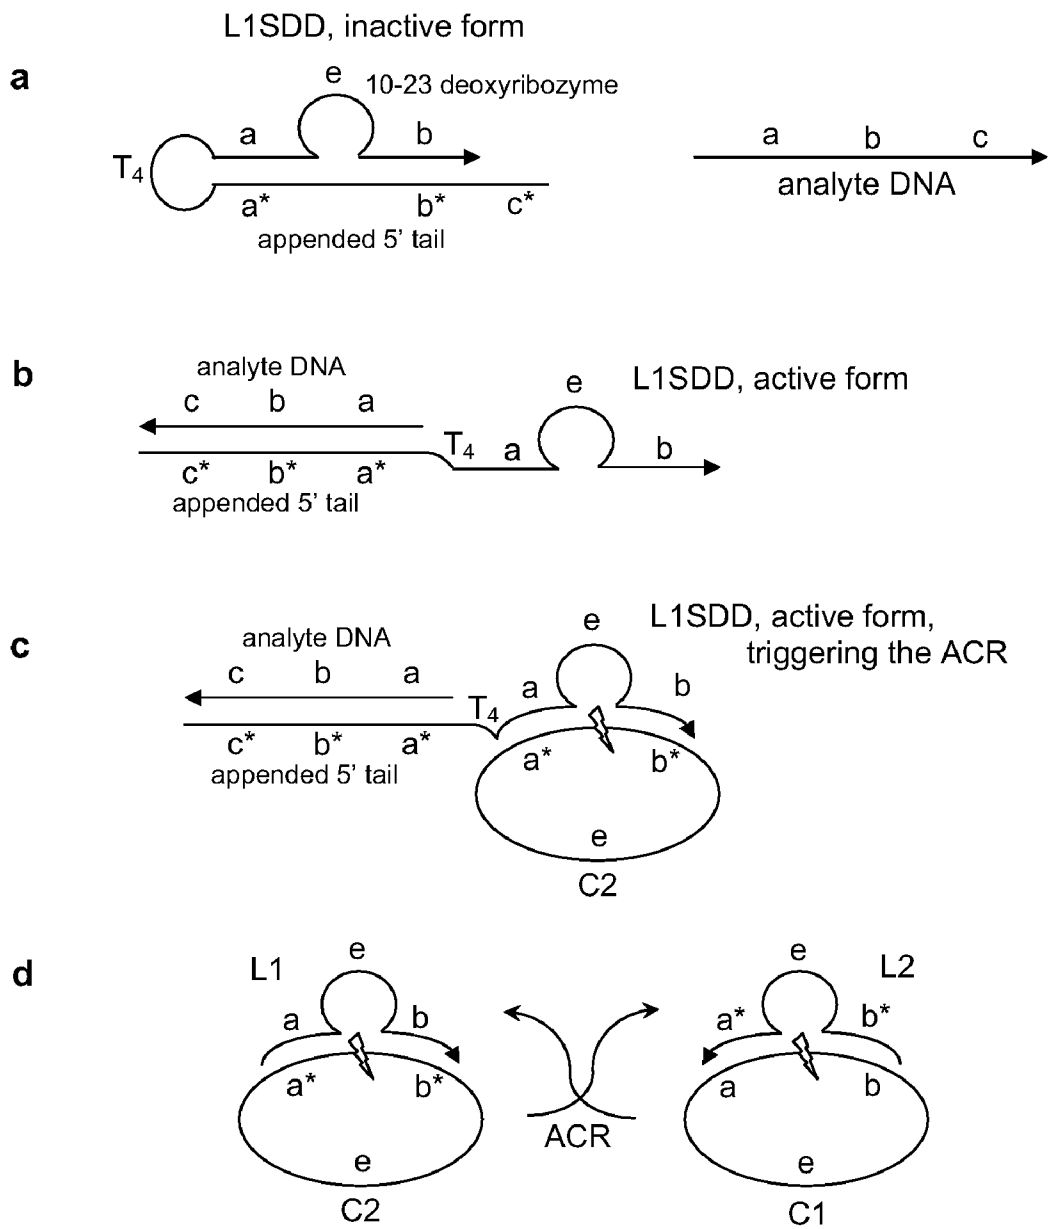 L1SDD, inactive form
a
e
10-23 deoxyribozyme
a b
T4
a* b* c*
appended 5' tail
a b c
analyte DNA
b
analyte DNA
c b a
e
L1SDD, active form
T4 a b
c* b* a*
appended 5' tail
c
analyte DNA
c b a
e
L1SDD, active form,
triggering the ACR
a b
T4
c* b* a*
appended 5' tail
a* b*
e
C2
d
L1
e
a b
a* b*
e
C2
ACR
e
L2
a* b*
a b
e
C1